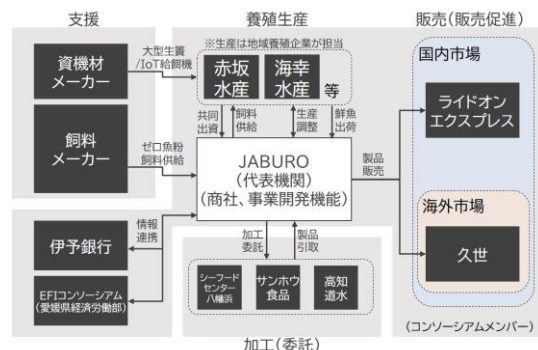 支援
養殖生産
販売(販売促進)
資機材
メーカー
大型生簀
/IoT給餌機
※生産は地域養殖企業が担当
赤坂
水産
海幸
水産
等
国内市場
ライドオン
エクスプレス
飼料
メーカー
ゼロ魚粉
飼料供給
共同
出資
飼料
供給
生産
調整
鮮魚
出荷
JABURO
(代表機関)
(商社、事業開発機能)
製品
販売
海外市場
久世
伊予銀行
情報
連携
EFIコンソーシアム
(愛媛県経済労働部)
加工
委託
製品
引取
シーフード
センター
八幡浜
サンホウ
食品
高知
道水
加工(委託)
(コンソーシアムメンバー)